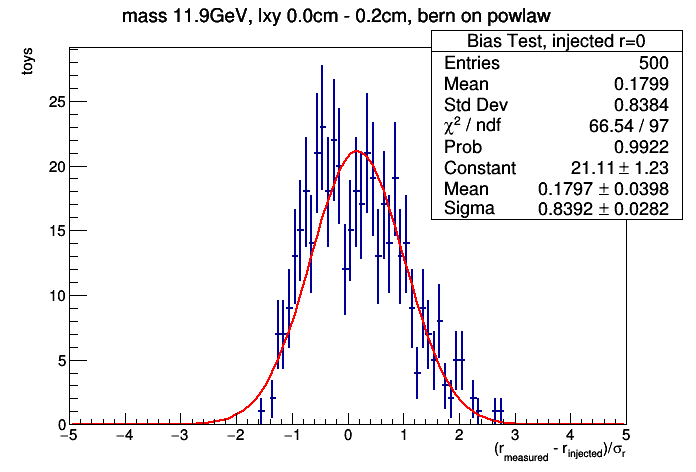 mass 11.9GeV, lxy 0.0cm - 0.2cm, bern on powlaw
Bias Test, injected r=0
Entries 500
Mean 0.1799
Std Dev 0.8384
χ² / ndf 66.54 / 97
Prob 0.9922
Constant 21.11 ± 1.23
Mean 0.1797 ± 0.0398
Sigma 0.8392 ± 0.0282
toys
25
20
15
10
5
0
−5 −4 −3 −2 −1 0 1 2 3 4 5
(r_measured - r_injected)/σ_r